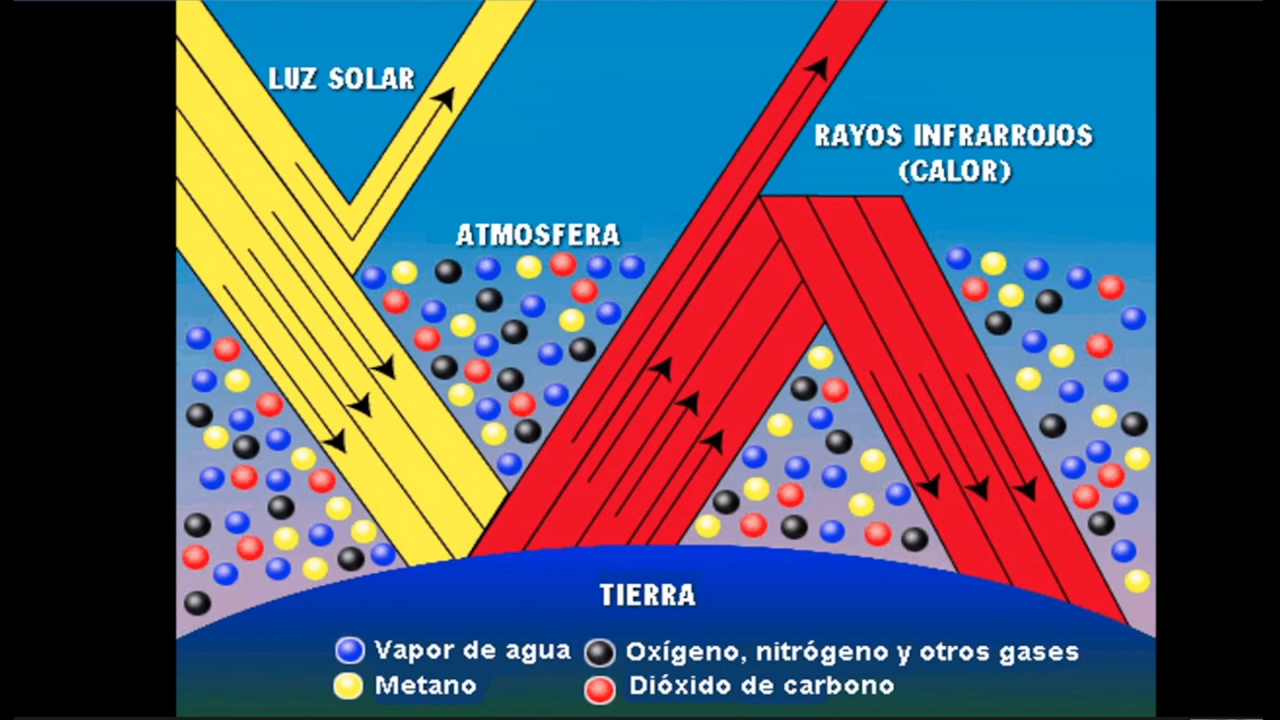 LUZ SOLAR
RAYOS INFRARROJOS
(CALOR)
ATMOSFERA
TIERRA
Vapor de agua
Oxígeno, nitrógeno y otros gases
Metano
Dióxido de carbono